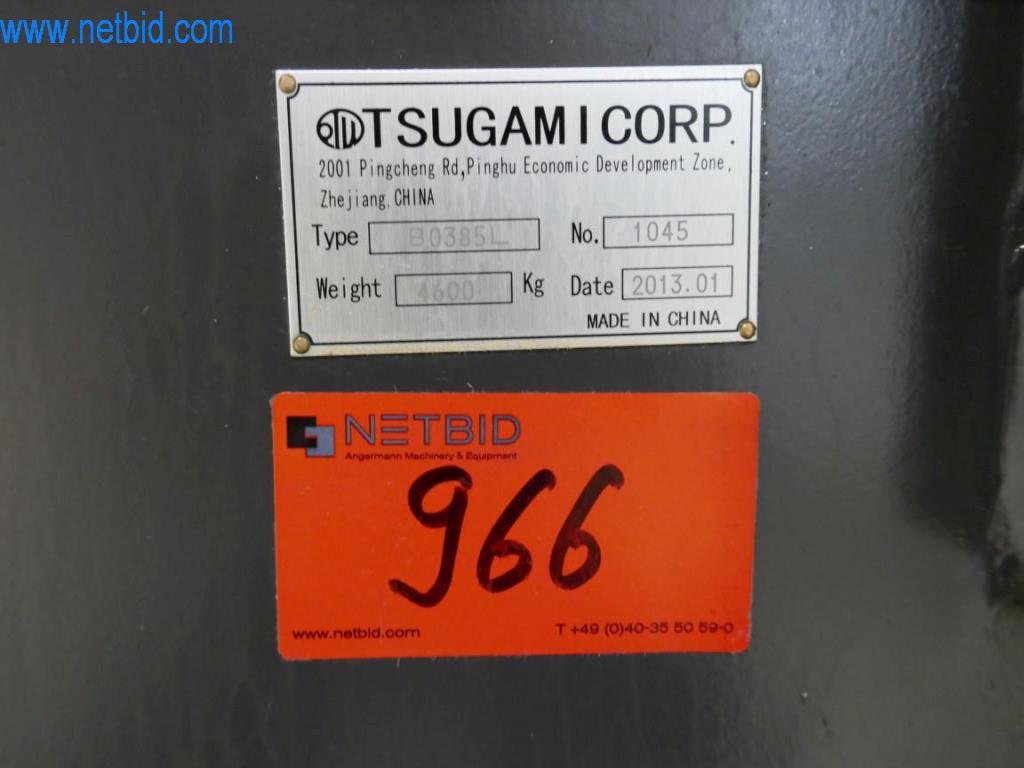 www.netbid.com
TSUGAMI CORP.
2001 Pingcheng Rd,Pinghu Economic Development Zone,
Zhejiang, CHINA
Type B0385L No. 1045
Weight 4600 Kg Date 2013.01
MADE IN CHINA
NETBID
Angermann Machinery & Equipment
966
www.netbid.com T +49 (0)40-35 50 59-0